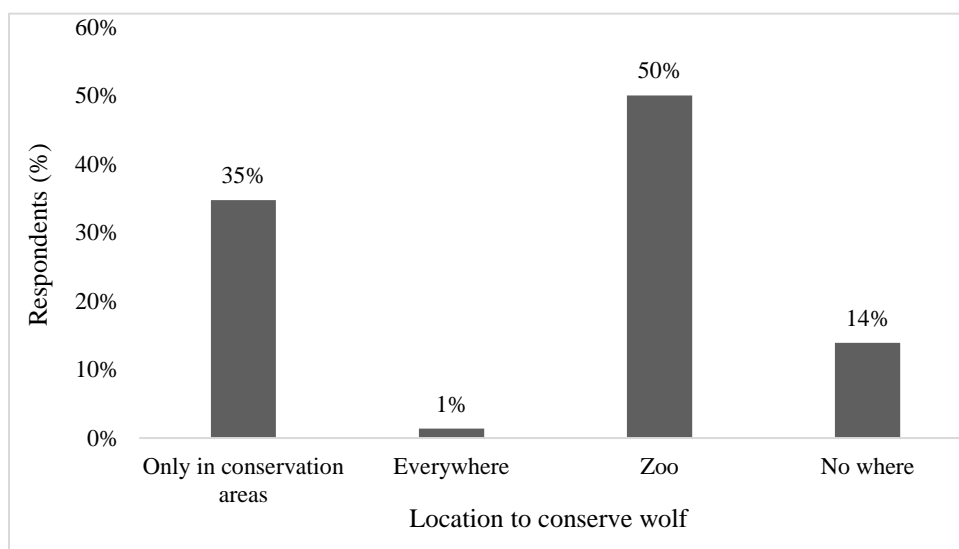 60%
50%
40%
30%
20%
10%
0%
Respondents (%)
35%
1%
50%
14%
Only in conservation
areas
Everywhere
Zoo
No where
Location to conserve wolf